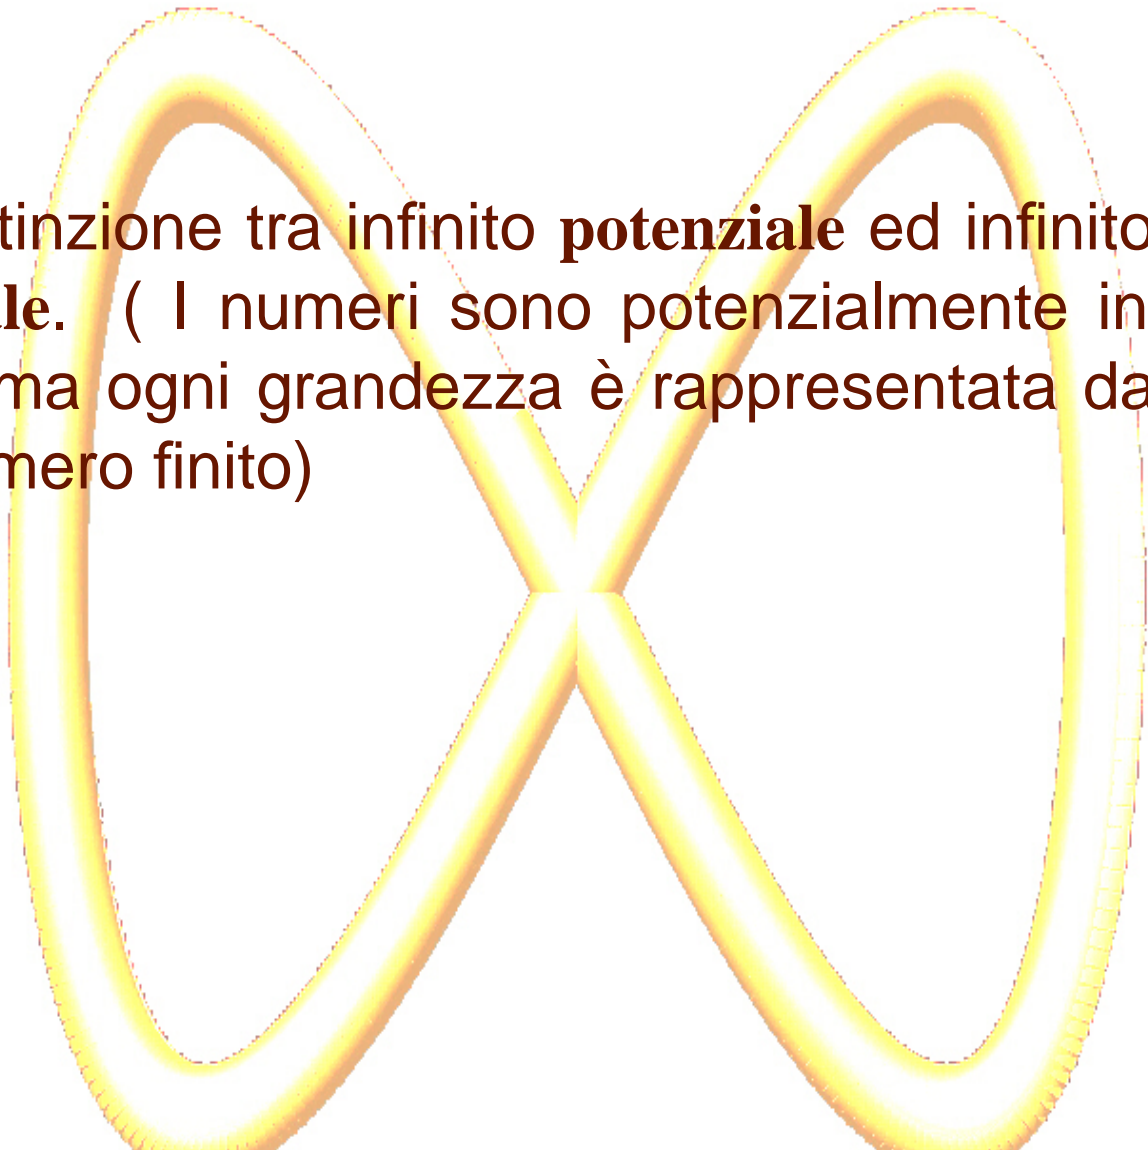 tinzione tra infinito potenziale ed infinito
le. ( I numeri sono potenzialmente in
ma ogni grandezza è rappresentata da
mero finito)